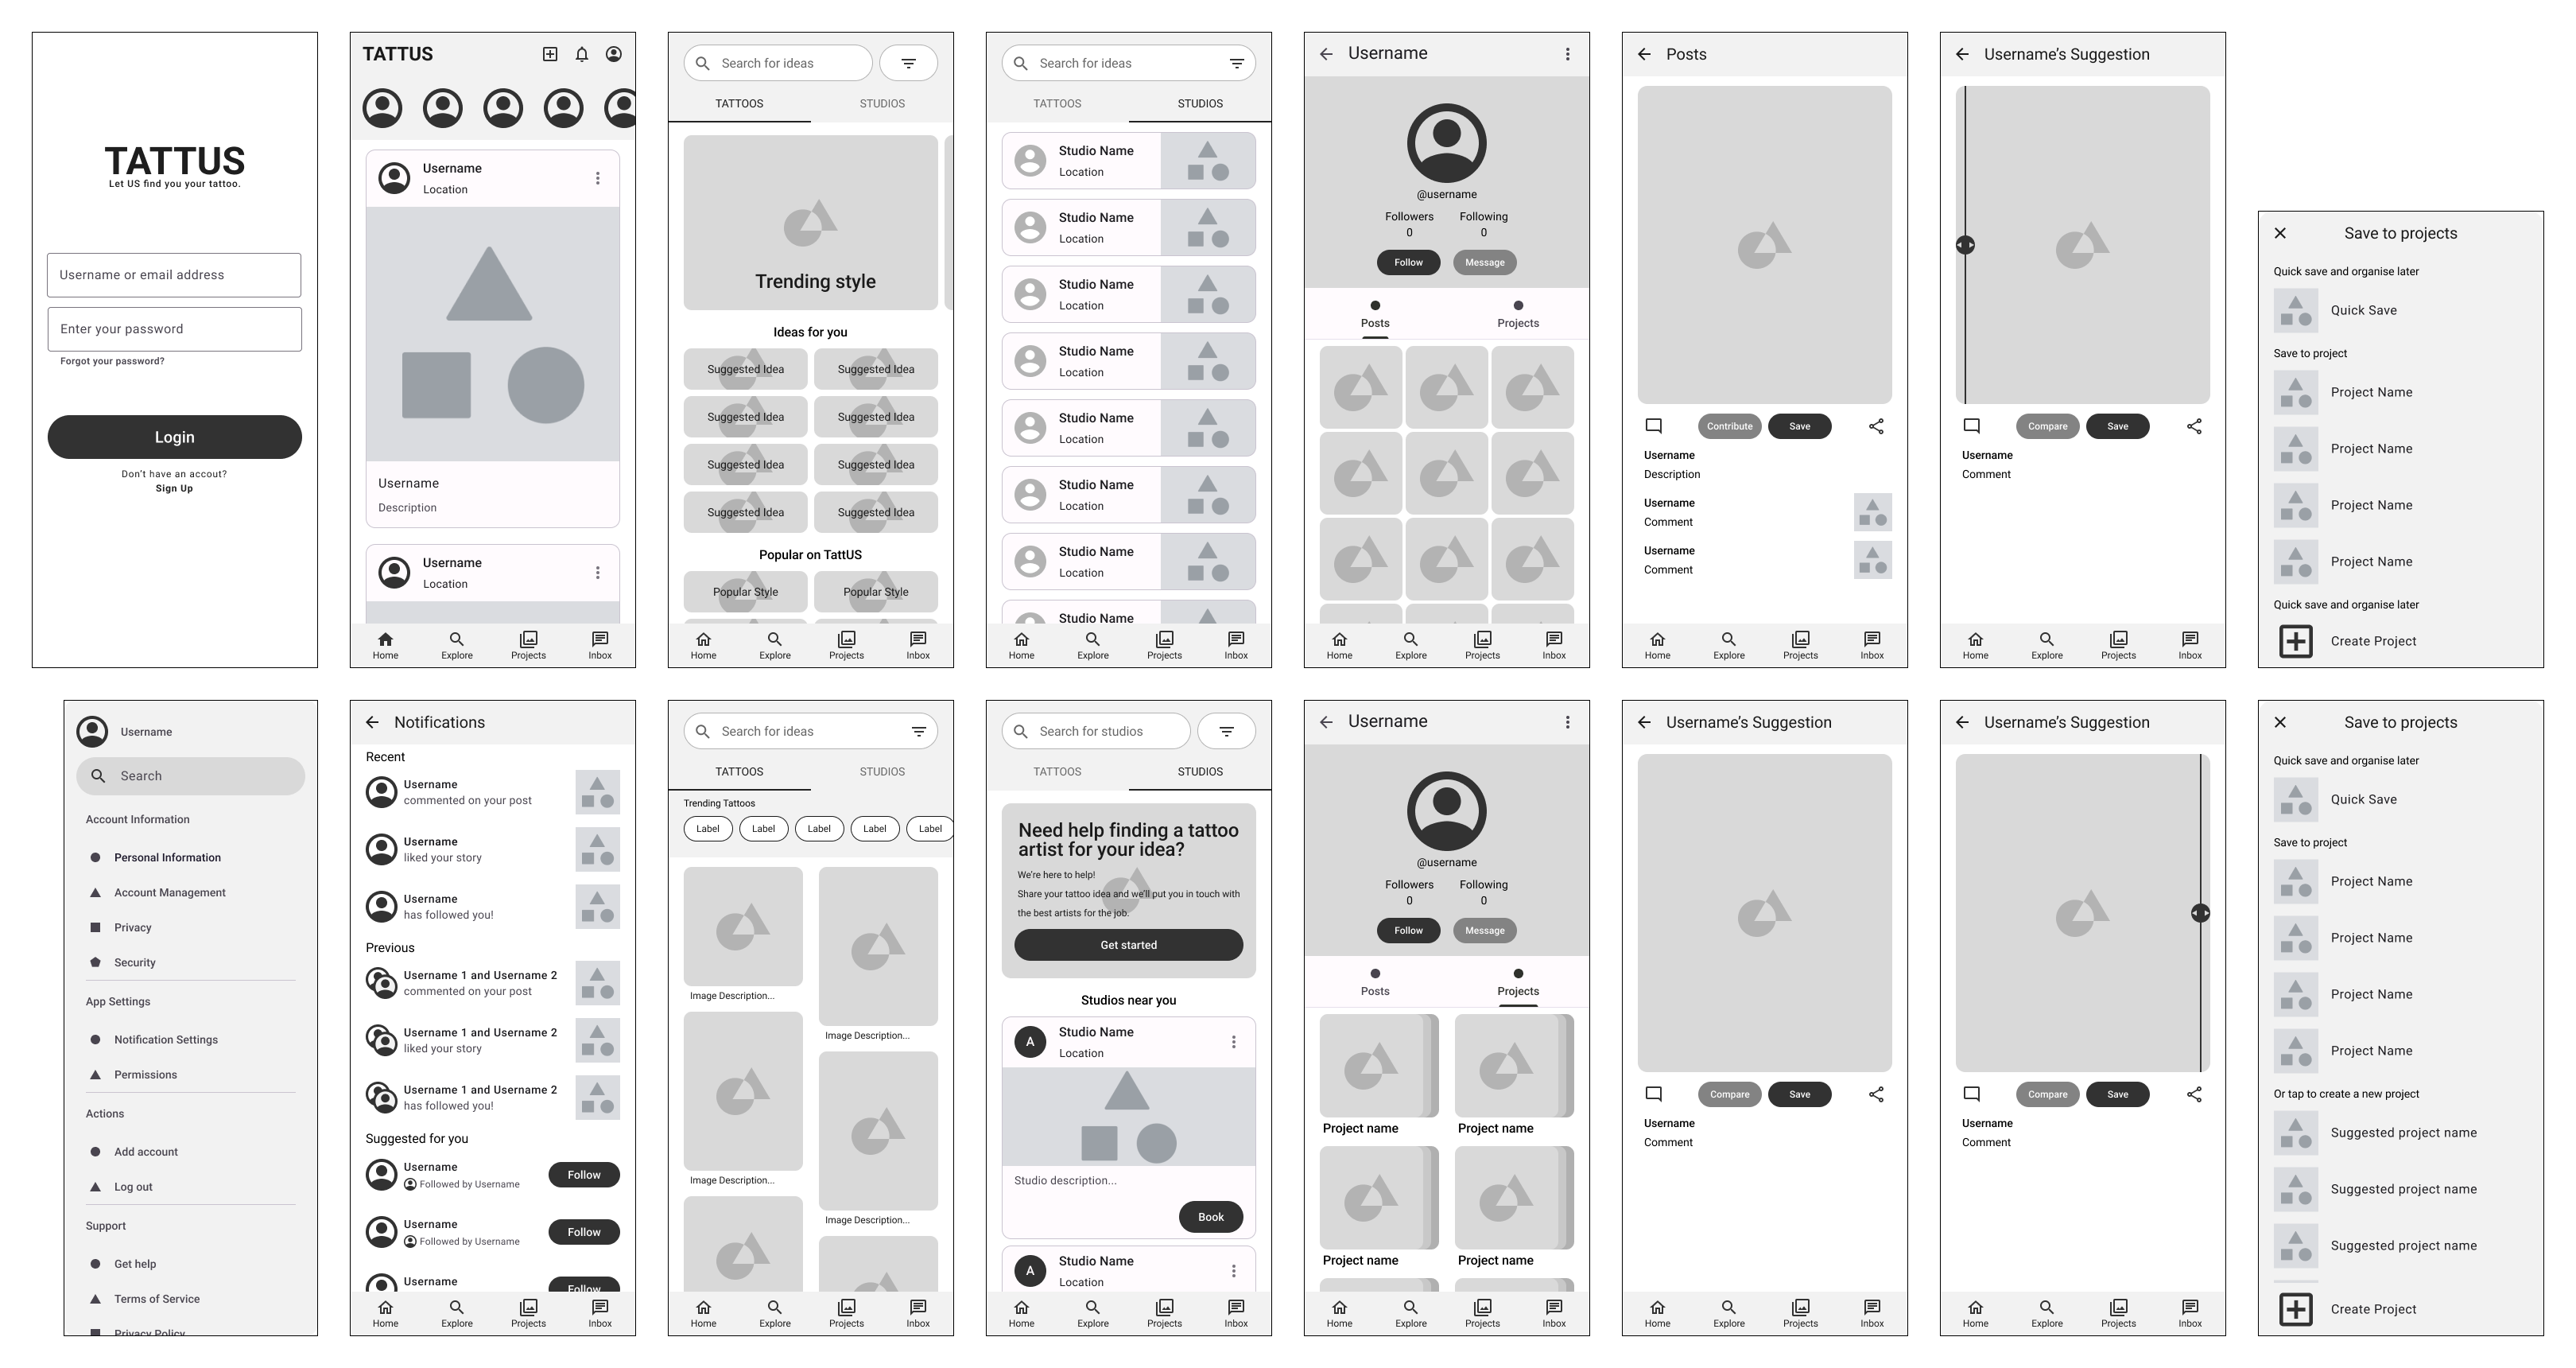 TATTUS
Let US find you your tattoo.
Username or email address
Enter your password
Forgot your password?
Login
Don't have an accout?
Sign Up
TATTUS
Username
Location
Username
Description
Username
Location
Home Explore Projects Inbox
Search for ideas
TATTOOS STUDIOS
Trending style
Ideas for you
Suggested Idea Suggested Idea
Suggested Idea Suggested Idea
Suggested Idea Suggested Idea
Suggested Idea Suggested Idea
Popular on TattUS
Popular Style Popular Style
Home Explore Projects Inbox
Search for ideas
TATTOOS STUDIOS
Studio Name
Location
Studio Name
Location
Studio Name
Location
Studio Name
Location
Studio Name
Location
Studio Name
Location
Studio Name
Location
Studio Name
Home Explore Projects Inbox
Username
@username
Followers Following
0 0
Follow Message
Posts Projects
Home Explore Projects Inbox
Posts
Contribute Save
Username
Description
Username
Comment
Username
Comment
Home Explore Projects Inbox
Username's Suggestion
Compare Save
Username
Comment
Home Explore Projects Inbox
Save to projects
Quick save and organise later
Quick Save
Save to project
Project Name
Project Name
Project Name
Project Name
Quick save and organise later
Create Project
Username
Search
Account Information
Personal Information
Account Management
Privacy
Security
App Settings
Notification Settings
Permissions
Actions
Add account
Log out
Support
Get help
Terms of Service
Privacy Policy
Notifications
Recent
Username
commented on your post
Username
liked your story
Username
has followed you!
Previous
Username 1 and Username 2
commented on your post
Username 1 and Username 2
liked your story
Username 1 and Username 2
has followed you!
Suggested for you
Username
Followed by Username
Follow
Username
Followed by Username
Follow
Username
Follow
Home Explore Projects Inbox
Search for ideas
TATTOOS STUDIOS
Trending Tattoos
Label Label Label Label Label
Image Description...
Image Description...
Image Description...
Image Description...
Home Explore Projects Inbox
Search for studios
TATTOOS STUDIOS
Need help finding a tattoo
artist for your idea?
We're here to help!
Share your tattoo idea and we'll put you in touch with
the best artists for the job.
Get started
Studios near you
A
Studio Name
Location
Studio description...
Book
A
Studio Name
Location
Home Explore Projects Inbox
Username
@username
Followers Following
0 0
Follow Message
Posts Projects
Project name Project name
Project name Project name
Home Explore Projects Inbox
Username's Suggestion
Compare Save
Username
Comment
Home Explore Projects Inbox
Username's Suggestion
Compare Save
Username
Comment
Home Explore Projects Inbox
Save to projects
Quick save and organise later
Quick Save
Save to project
Project Name
Project Name
Project Name
Project Name
Or tap to create a new project
Suggested project name
Suggested project name
Suggested project name
Create Project